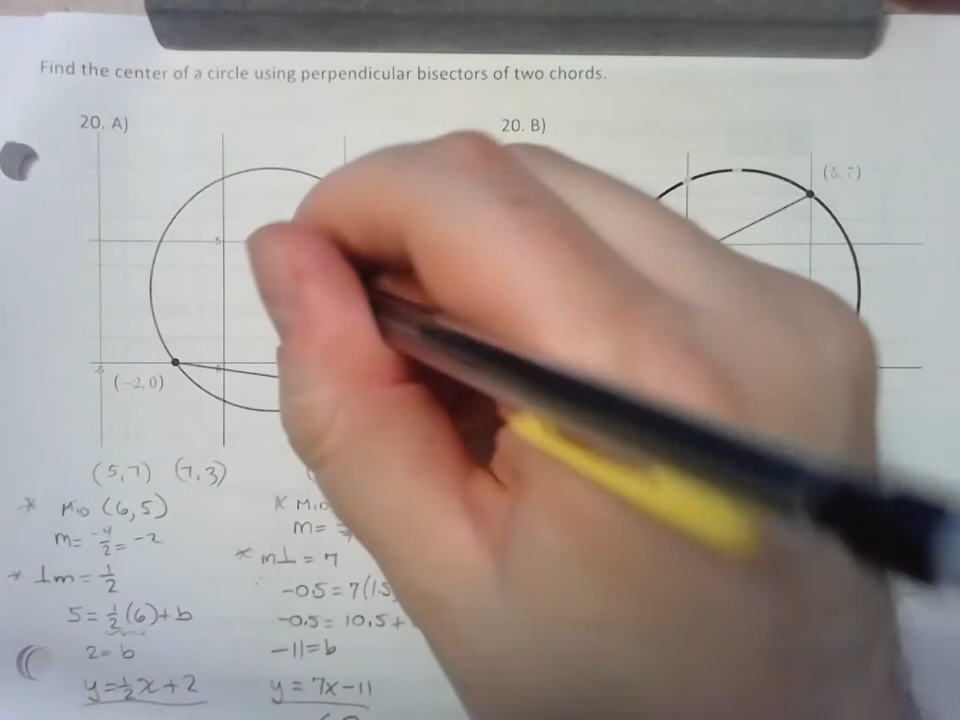 Find the center of a circle using perpendicular bisectors of two chords.
20. A)
20. B)
(5, 7)
5
-5
(-2, 0)
(5,7) (7,3)
* MID (6,5)
m= -4/2 = -2
* ⊥m = 1/2
5 = 1/2(6)+b
2 = b
y = 1/2x+2
* MID
m=
* m⊥ = 7
-0.5 = 7(1.5
-0.5 = 10.5 +
-11 = b
y = 7x-11